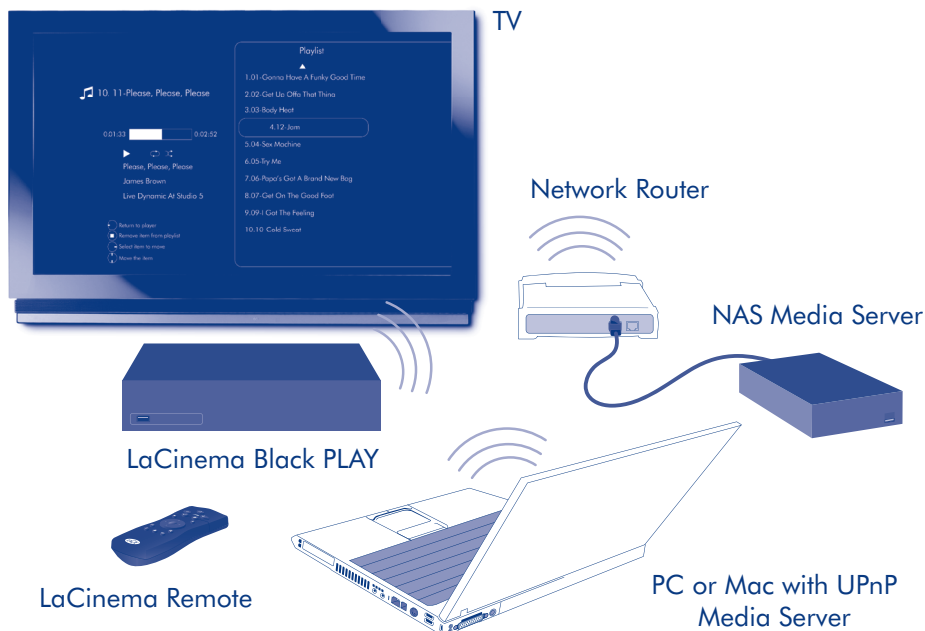 TV
Playlist
10. 11-Please, Please, Please
0:01:33
0:02:52
Please, Please, Please
James Brown
Live Dynamic At Studio 5
Return to player
Remove item from playlist
Select item to move
Move the item
1.01-Gonna Have A Funky Good Time
2.02-Get Up Offa That Thing
3.03-Body Heat
4.12-Jam
5.04-Sex Machine
6.05-Try Me
7.06-Papa's Got A Brand New Bag
8.07-Get On The Good Foot
9.09-I Got The Feeling
10.10 Cold Sweat
Network Router
NAS Media Server
LaCinema Black PLAY
LaCinema Remote
PC or Mac with UPnP
Media Server